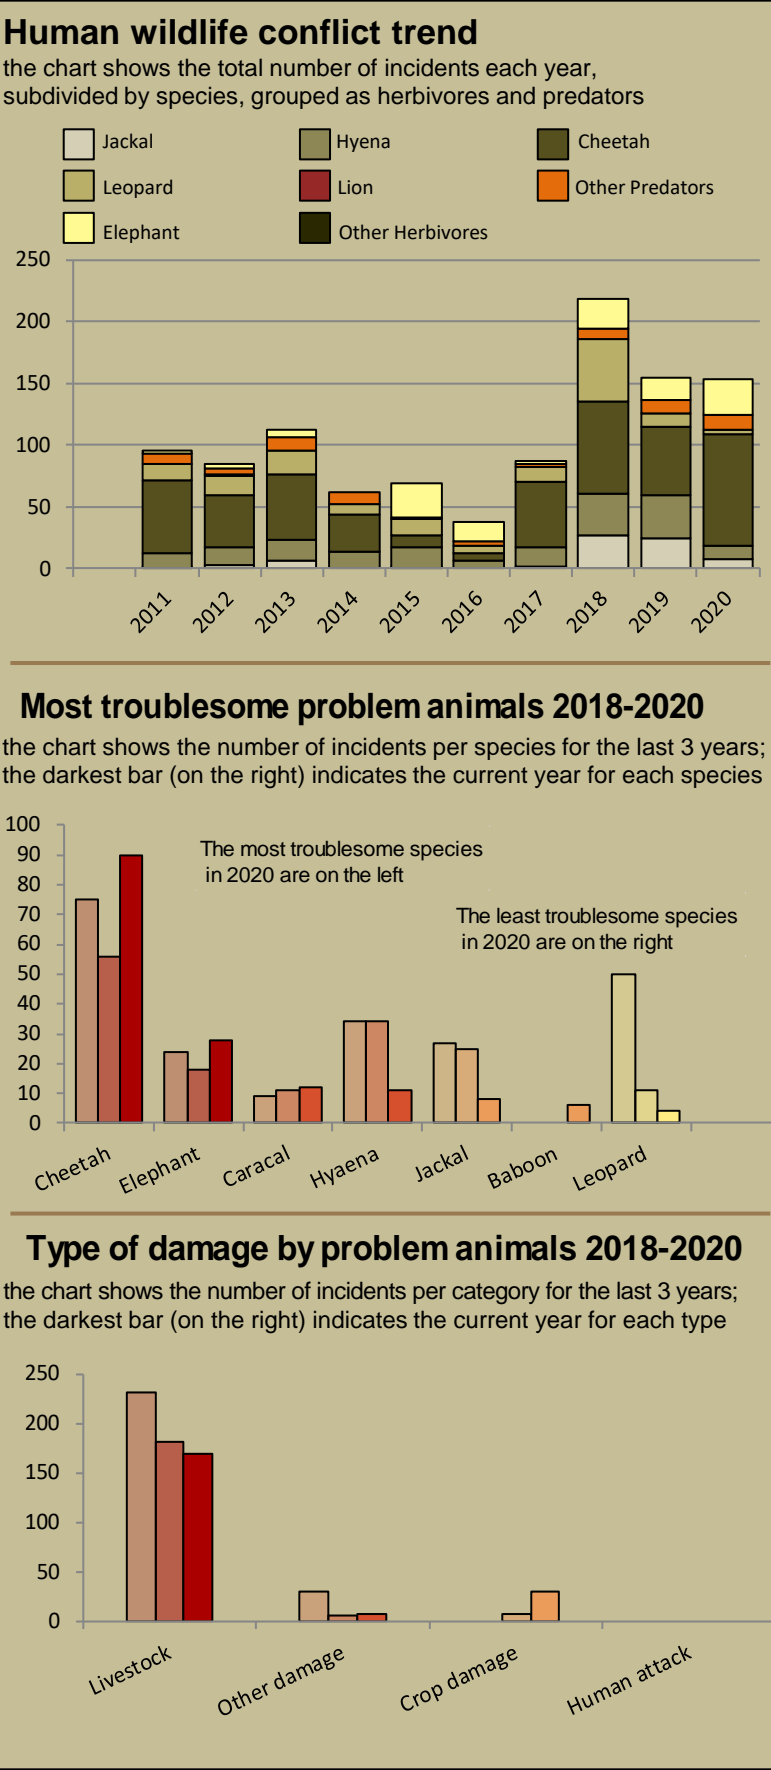 Human wildlife conflict trend
the chart shows the total number of incidents each year,
subdivided by species, grouped as herbivores and predators
Jackal Hyena Cheetah
Leopard Lion Other Predators
Elephant Other Herbivores
250
200
150
100
50
0
2011 2012 2013 2014 2015 2016 2017 2018 2019 2020
Most troublesome problem animals 2018-2020
the chart shows the number of incidents per species for the last 3 years;
the darkest bar (on the right) indicates the current year for each species
100
90
80
70
60
50
40
30
20
10
0
The most troublesome species
in 2020 are on the left
The least troublesome species
in 2020 are on the right
Cheetah Elephant Caracal Hyaena Jackal Baboon Leopard
Type of damage by problem animals 2018-2020
the chart shows the number of incidents per category for the last 3 years;
the darkest bar (on the right) indicates the current year for each type
250
200
150
100
50
0
Livestock Other damage Crop damage Human attack